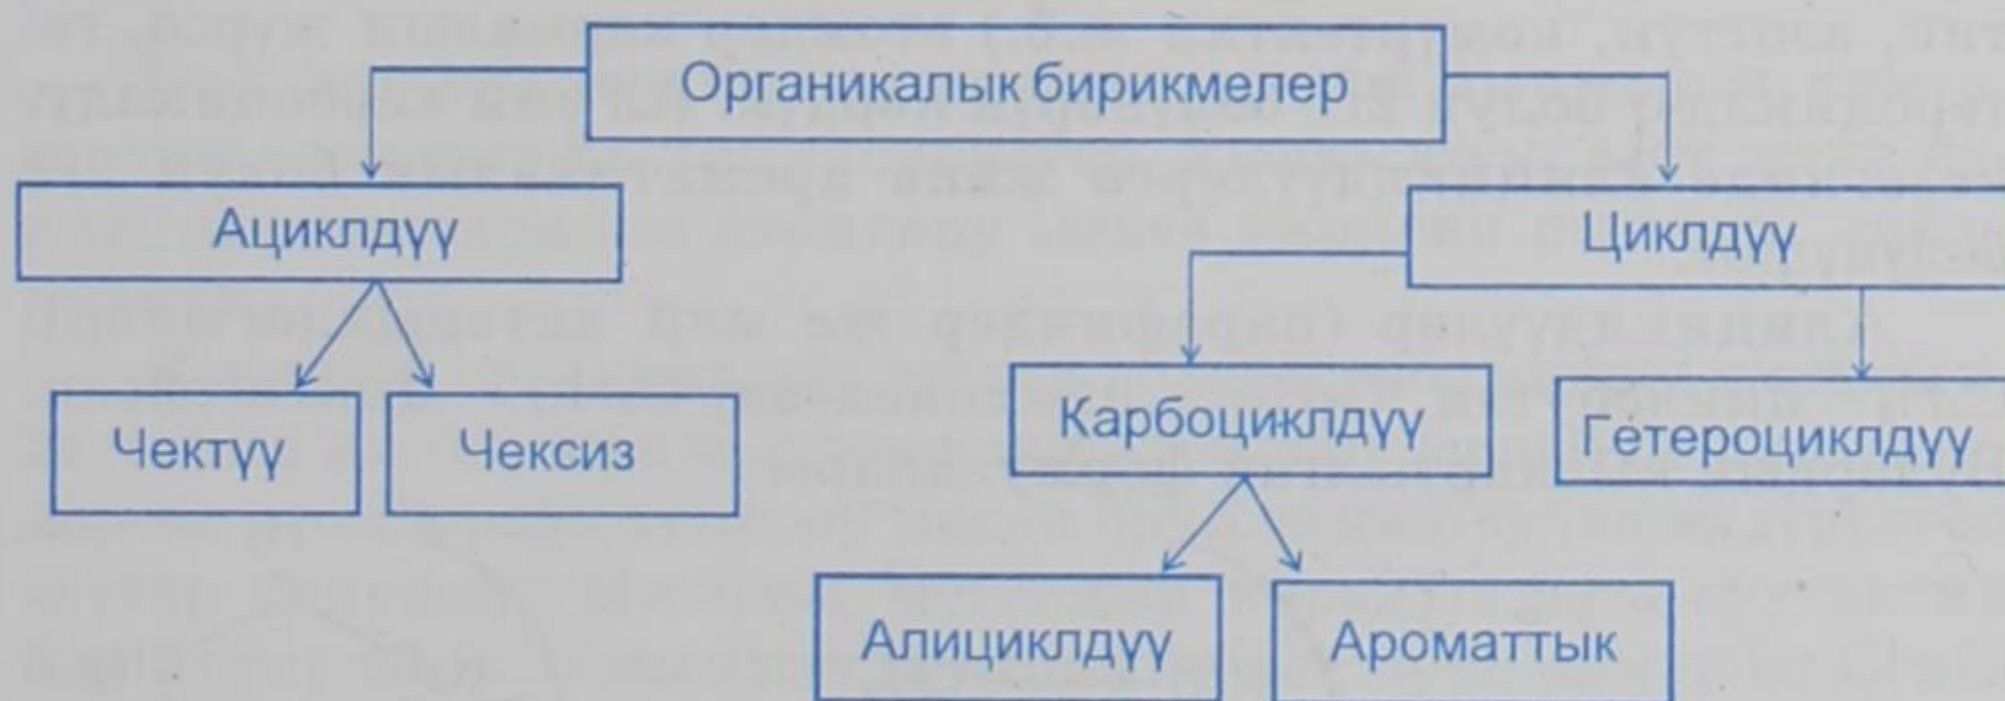 Органикалык бирикмелер
Ациклдүү
Циклдүү
Чектүү
Чексиз
Карбоциклдүү
Гетероциклдүү
Алициклдүү
Ароматтык